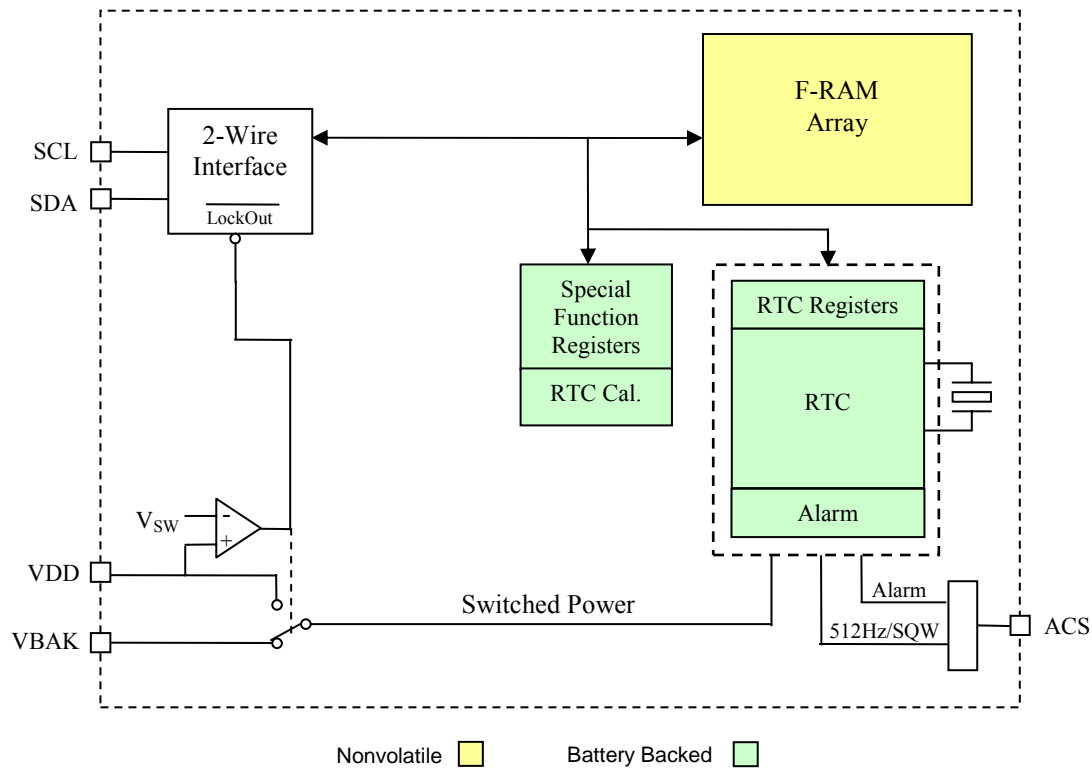 F-RAM
Array
2-Wire
Interface
LockOut
SCL
SDA
Special
Function
Registers
RTC Cal.
RTC Registers
RTC
Alarm
VSW
-
+
VDD
VBAK
Switched Power
Alarm
512Hz/SQW
ACS
Nonvolatile
Battery Backed